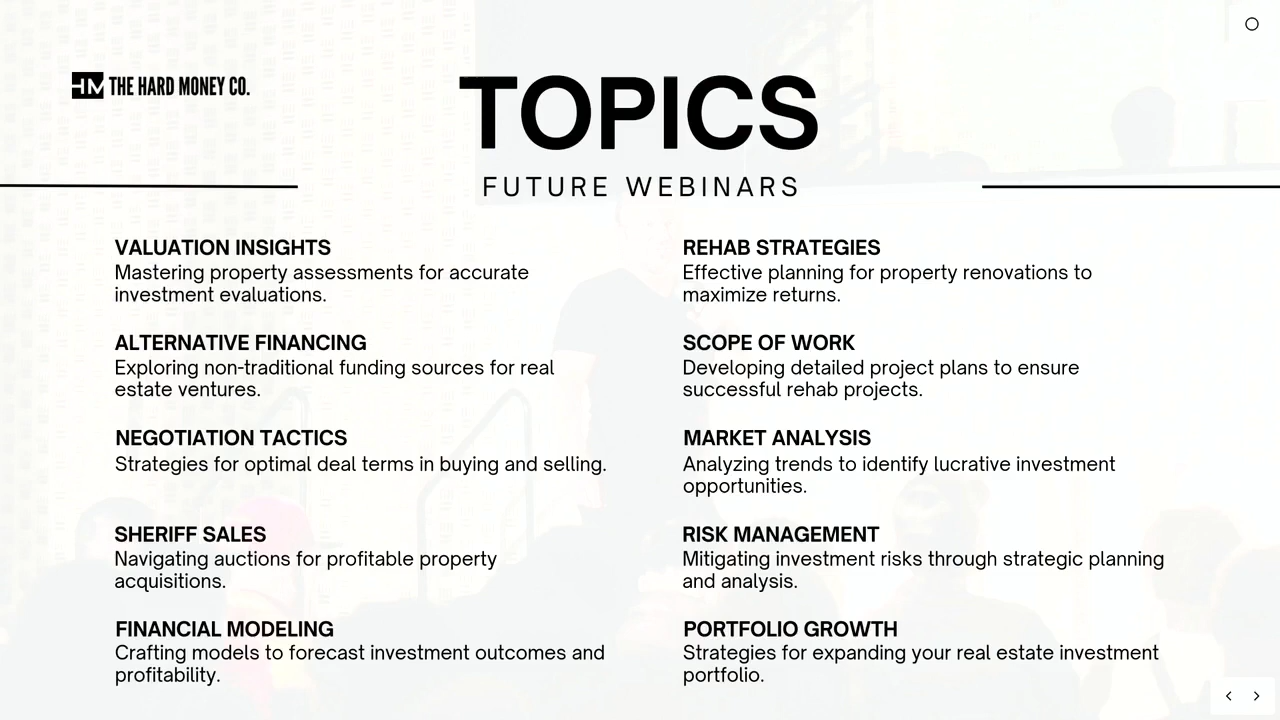 HM THE HARD MONEY CO.
TOPICS
FUTURE WEBINARS
VALUATION INSIGHTS
Mastering property assessments for accurate
investment evaluations.
ALTERNATIVE FINANCING
Exploring non-traditional funding sources for real
estate ventures.
NEGOTIATION TACTICS
Strategies for optimal deal terms in buying and selling.
SHERIFF SALES
Navigating auctions for profitable property
acquisitions.
FINANCIAL MODELING
Crafting models to forecast investment outcomes and
profitability.
REHAB STRATEGIES
Effective planning for property renovations to
maximize returns.
SCOPE OF WORK
Developing detailed project plans to ensure
successful rehab projects.
MARKET ANALYSIS
Analyzing trends to identify lucrative investment
opportunities.
RISK MANAGEMENT
Mitigating investment risks through strategic planning
and analysis.
PORTFOLIO GROWTH
Strategies for expanding your real estate investment
portfolio.